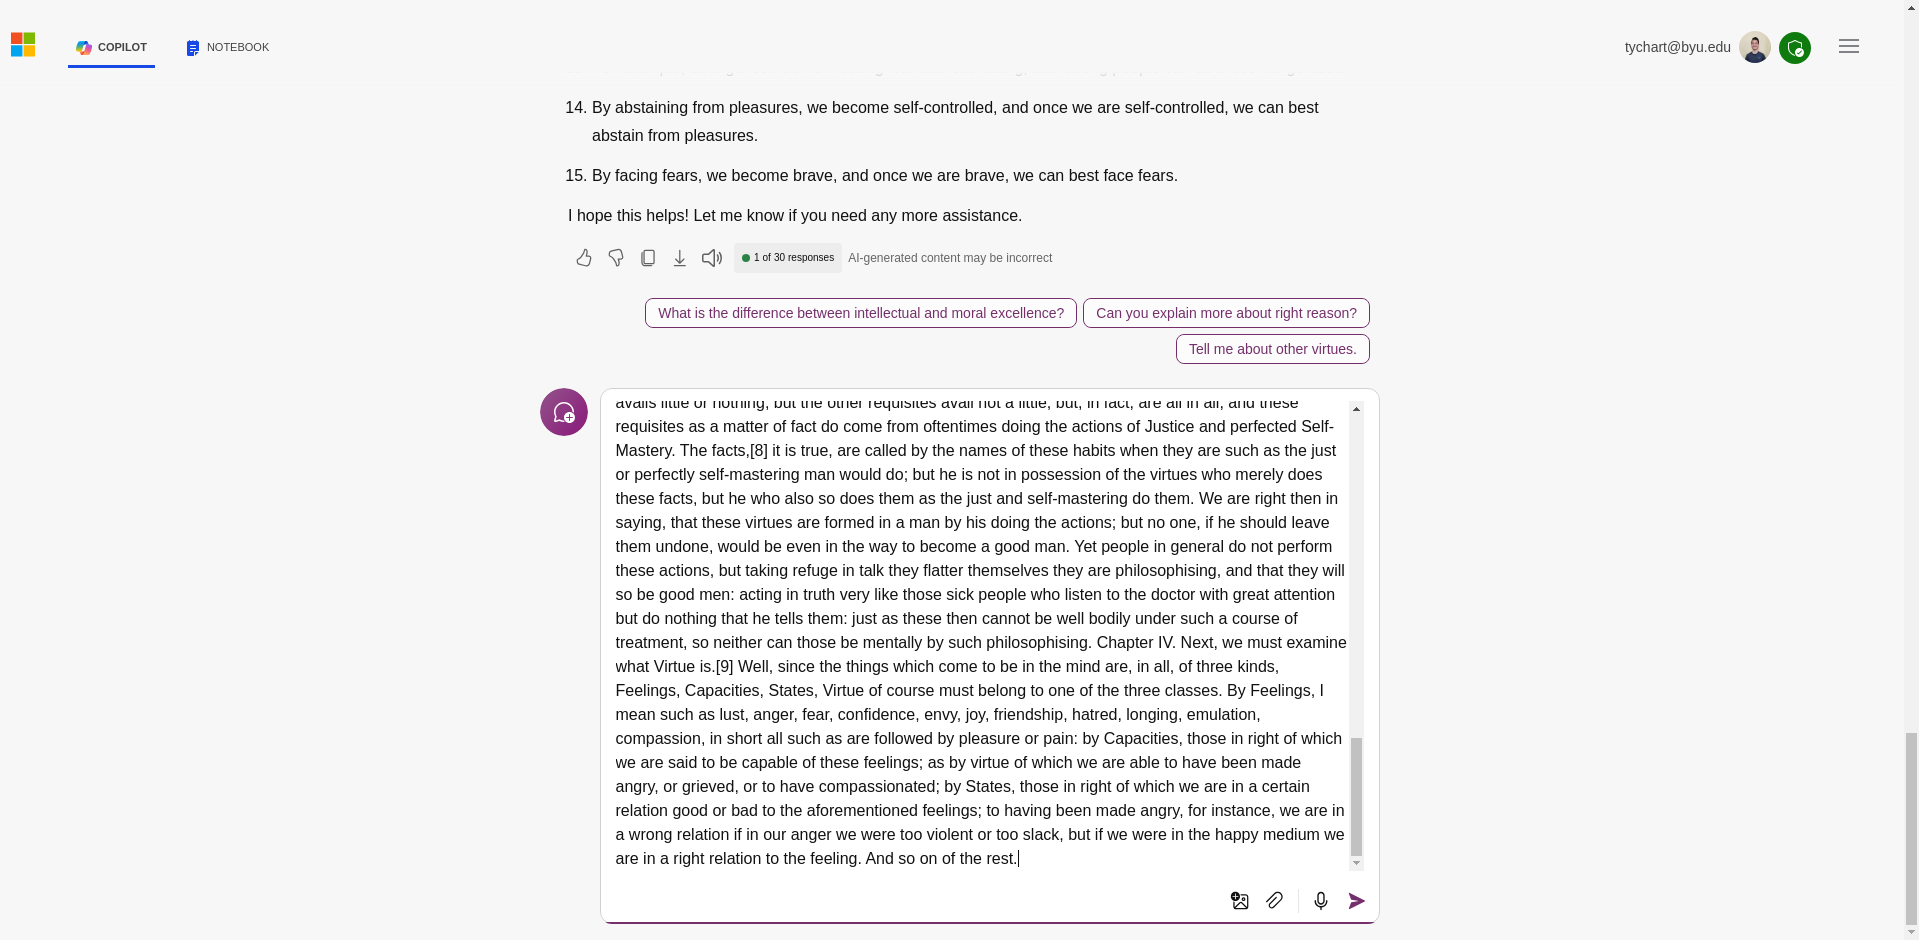 COPILOT
NOTEBOOK
tychart@byu.edu
14. By abstaining from pleasures, we become self-controlled, and once we are self-controlled, we can best
abstain from pleasures.
15. By facing fears, we become brave, and once we are brave, we can best face fears.
I hope this helps! Let me know if you need any more assistance.
1 of 30 responses
AI-generated content may be incorrect
What is the difference between intellectual and moral excellence?
Can you explain more about right reason?
Tell me about other virtues.
avails little or nothing, but the other requisites avail not a little, but, in fact, are all in all, and these
requisites as a matter of fact do come from oftentimes doing the actions of Justice and perfected Self-
Mastery. The facts,[8] it is true, are called by the names of these habits when they are such as the just
or perfectly self-mastering man would do; but he is not in possession of the virtues who merely does
these facts, but he who also so does them as the just and self-mastering do them. We are right then in
saying, that these virtues are formed in a man by his doing the actions; but no one, if he should leave
them undone, would be even in the way to become a good man. Yet people in general do not perform
these actions, but taking refuge in talk they flatter themselves they are philosophising, and that they will
so be good men: acting in truth very like those sick people who listen to the doctor with great attention
but do nothing that he tells them: just as these then cannot be well bodily under such a course of
treatment, so neither can those be mentally by such philosophising. Chapter IV. Next, we must examine
what Virtue is.[9] Well, since the things which come to be in the mind are, in all, of three kinds,
Feelings, Capacities, States, Virtue of course must belong to one of the three classes. By Feelings, I
mean such as lust, anger, fear, confidence, envy, joy, friendship, hatred, longing, emulation,
compassion, in short all such as are followed by pleasure or pain: by Capacities, those in right of which
we are said to be capable of these feelings; as by virtue of which we are able to have been made
angry, or grieved, or to have compassionated; by States, those in right of which we are in a certain
relation good or bad to the aforementioned feelings; to having been made angry, for instance, we are in
a wrong relation if in our anger we were too violent or too slack, but if we were in the happy medium we
are in a right relation to the feeling. And so on of the rest.